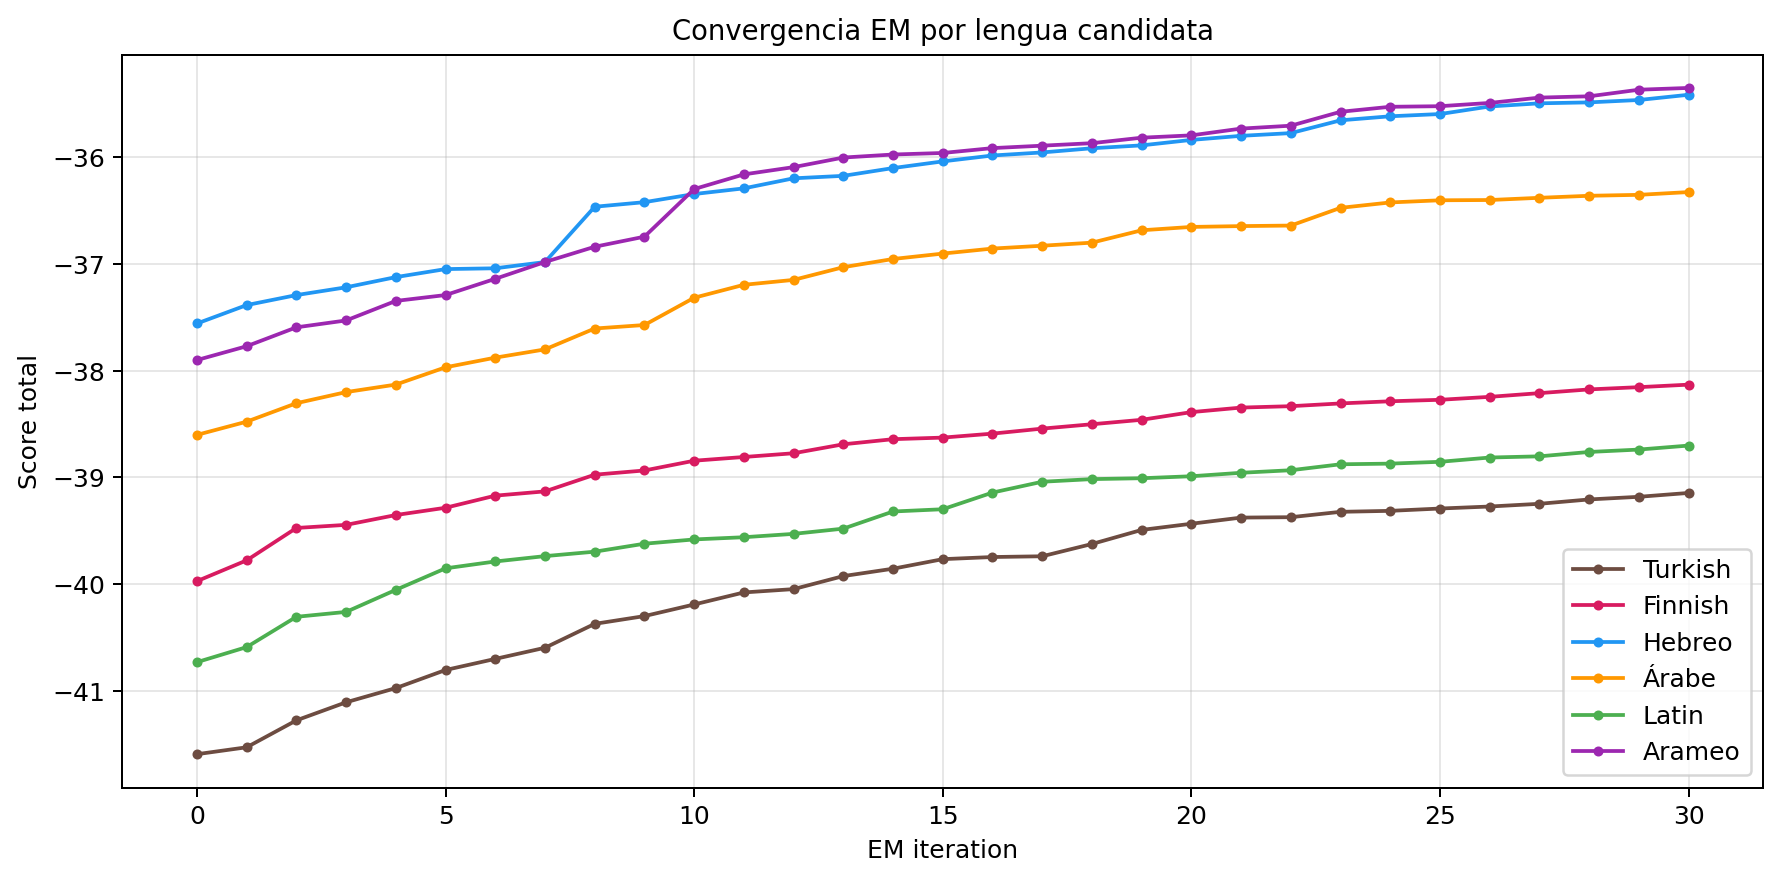 Convergencia EM por lengua candidata
Score total
−36
−37
−38
−39
−40
−41
0 5 10 15 20 25 30
EM iteration
Turkish
Finnish
Hebreo
Árabe
Latin
Arameo